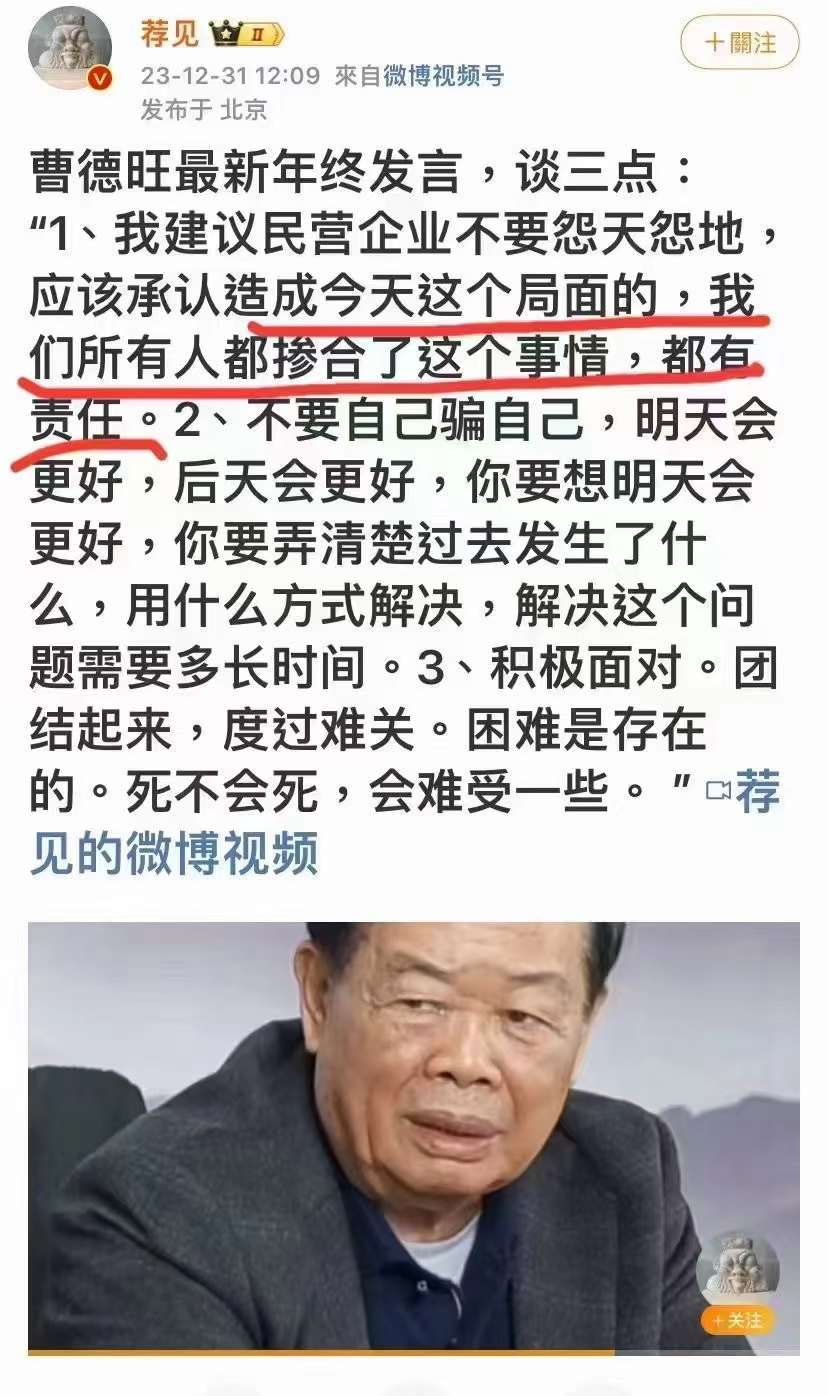 荐见 II
+關注
23-12-31 12:09 來自微博视频号
发布于 北京
曹德旺最新年终发言，谈三点：
“1、我建议民营企业不要怨天怨地，
应该承认造成今天这个局面的，我
们所有人都掺合了这个事情，都有
责任。2、不要自己骗自己，明天会
更好，后天会更好，你要想明天会
更好，你要弄清楚过去发生了什
么，用什么方式解决，解决这个问
题需要多长时间。3、积极面对。团
结起来，度过难关。困难是存在
的。死不会死，会难受一些。 ” 荐
见的微博视频
+关注